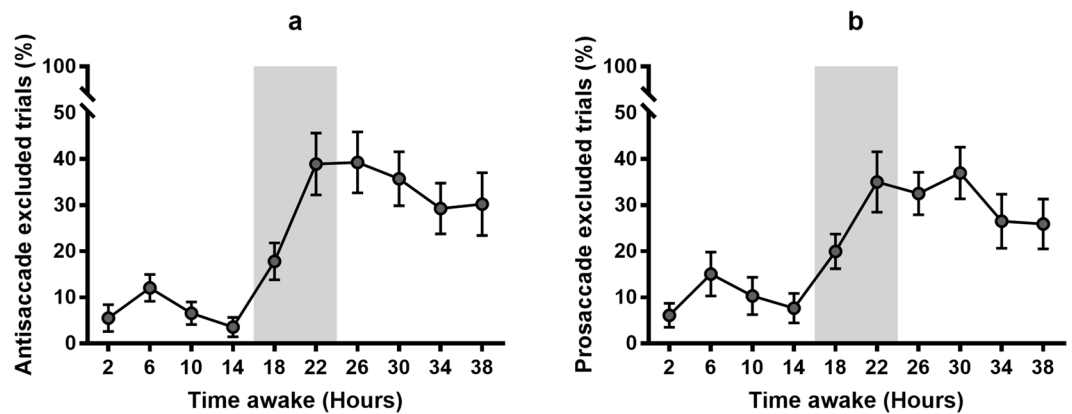 a
Antisaccade excluded trials (%)
100
50
40
30
20
10
0
2 6 10 14 18 22 26 30 34 38
Time awake (Hours)
b
Prosaccade excluded trials (%)
100
50
40
30
20
10
0
2 6 10 14 18 22 26 30 34 38
Time awake (Hours)